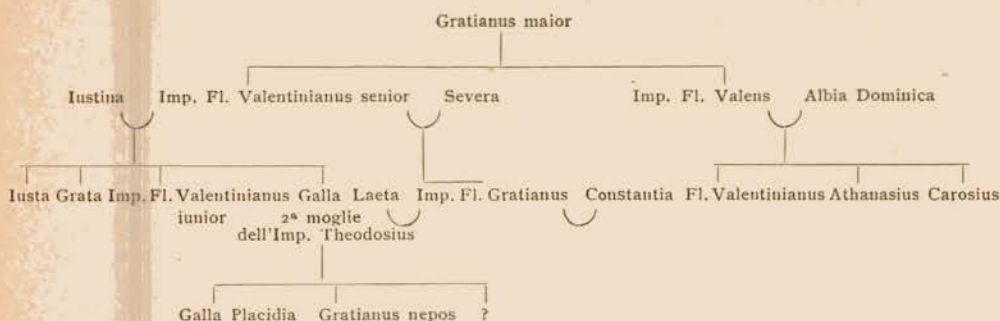 Gratianus maior
Iustina Imp. Fl. Valentinianus senior Severa Imp. Fl. Valens Albia Dominica
Iusta Grata Imp. Fl. Valentinianus Galla Laeta Imp. Fl. Gratianus Constantia Fl. Valentinianus Athanasius Carosius
iunior 2ª moglie
dell'Imp. Theodosius
Galla Placidia Gratianus nepos ?